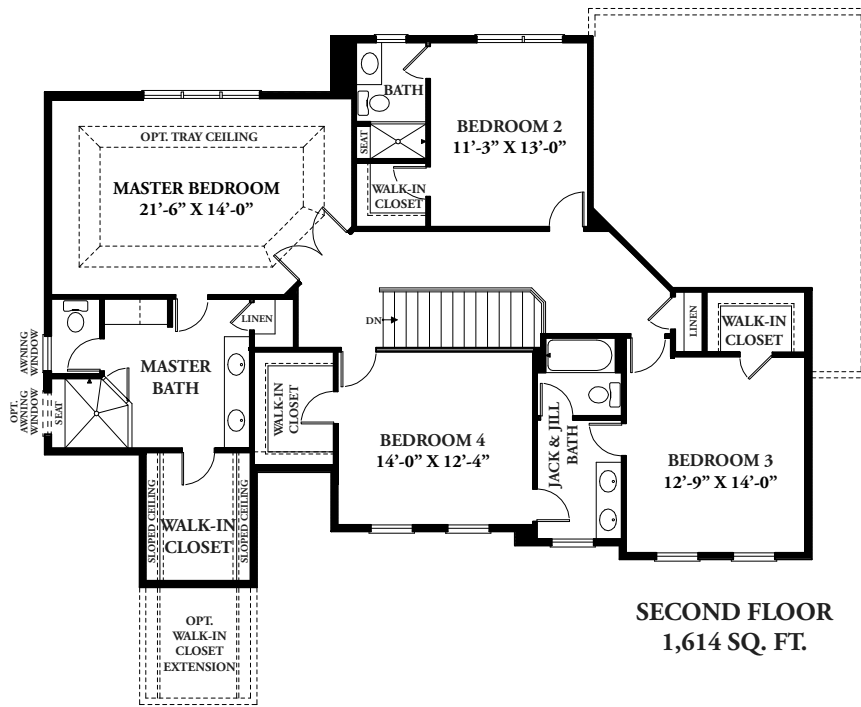 BATH
OPT. TRAY CEILING
BEDROOM 2
11’-3” X 13’-0”
SEAT
MASTER BEDROOM
21’-6” X 14’-0”
WALK-IN
CLOSET
LINEN
DN
LINEN
WALK-IN
CLOSET
AWNING
WINDOW
MASTER
BATH
OPT.
AWNING
WINDOW
SEAT
WALK-IN
CLOSET
BEDROOM 4
14’-0” X 12’-4”
JACK & JILL
BATH
BEDROOM 3
12’-9” X 14’-0”
SLOPED CEILING
WALK-IN
CLOSET
SLOPED CEILING
OPT.
WALK-IN
CLOSET
EXTENSION
SECOND FLOOR
1,614 SQ. FT.